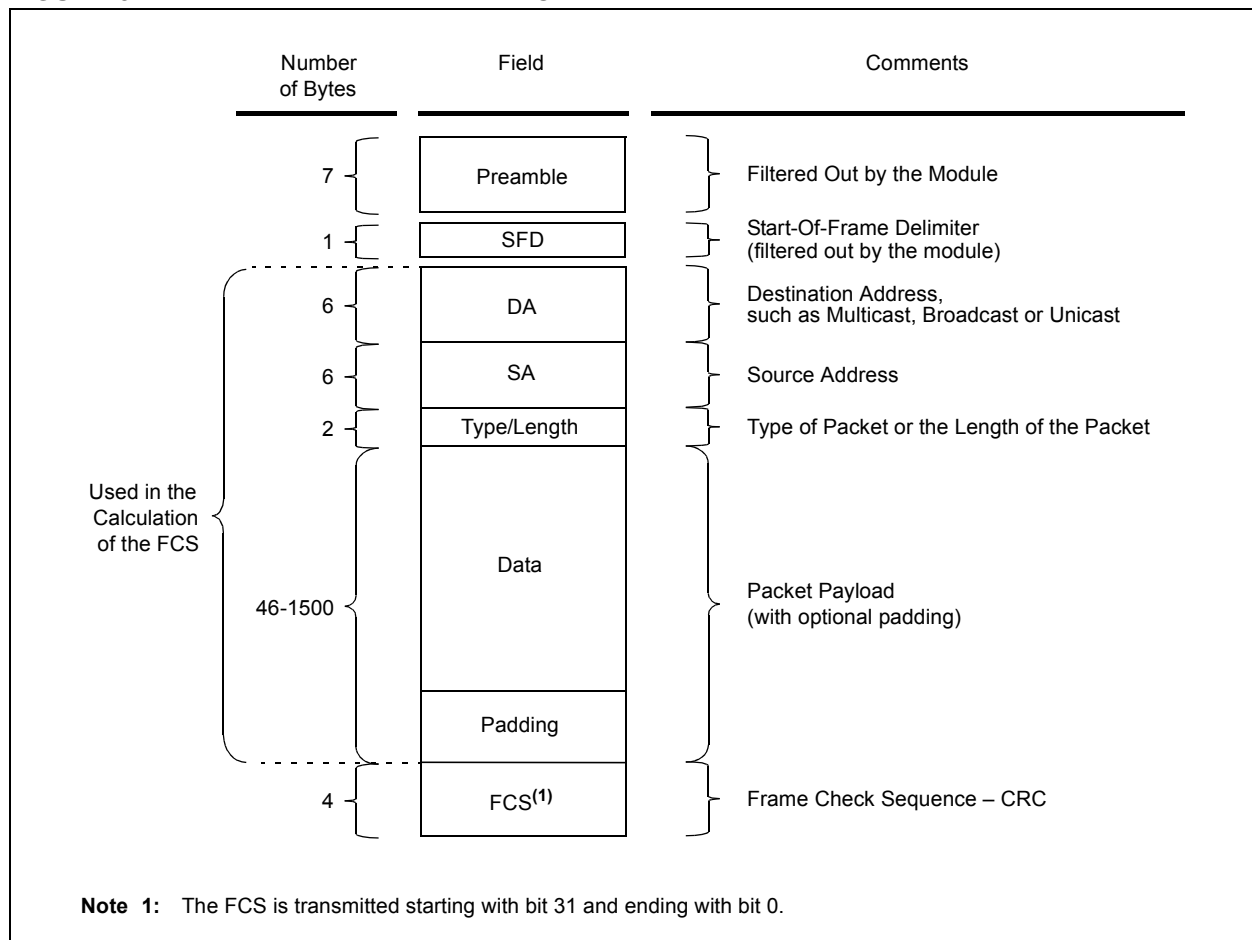 Number
of Bytes
Field
Comments
7
Preamble
Filtered Out by the Module
1
SFD
Start-Of-Frame Delimiter
(filtered out by the module)
6
DA
Destination Address,
such as Multicast, Broadcast or Unicast
6
SA
Source Address
2
Type/Length
Type of Packet or the Length of the Packet
Used in the
Calculation
of the FCS
46-1500
Data
Packet Payload
(with optional padding)
Padding
4
FCS(1)
Frame Check Sequence – CRC
Note 1: The FCS is transmitted starting with bit 31 and ending with bit 0.